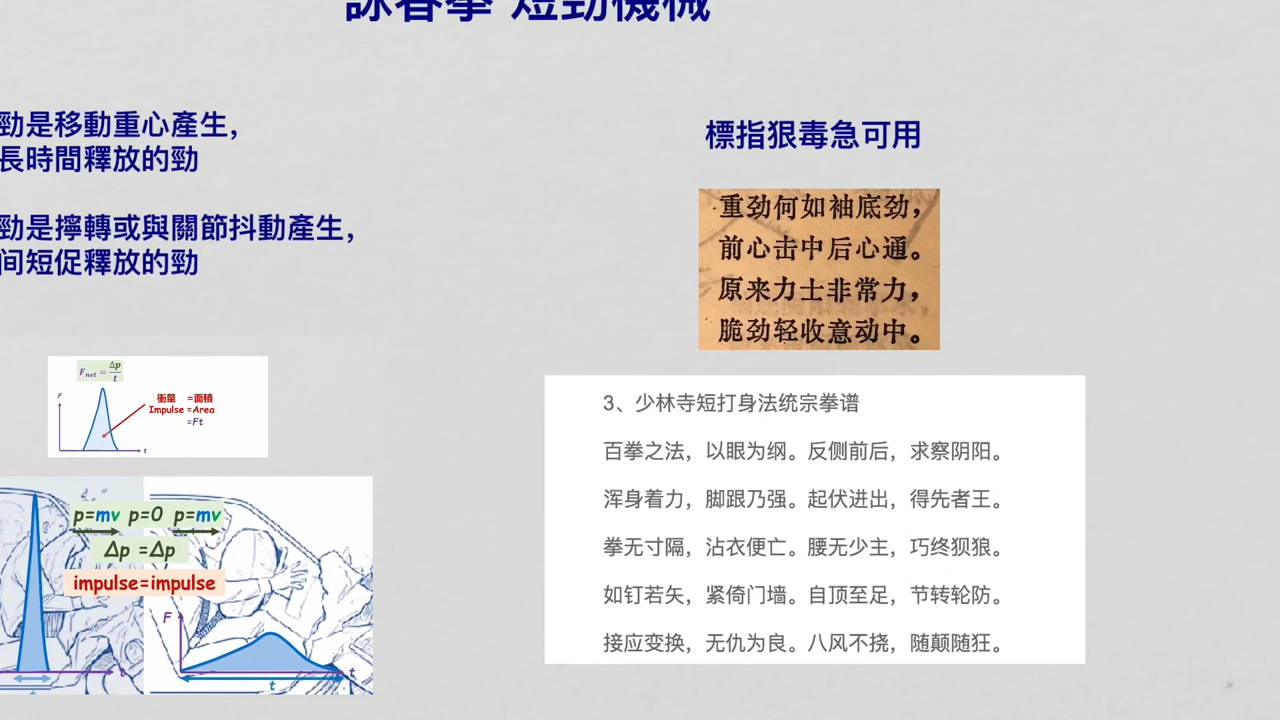 詠春拳 短勁機械
勁是移動重心產生,
長時間釋放的勁
勁是擰轉或與關節抖動產生,
间短促釋放的勁
標指狠毒急可用
重劲何如袖底劲，
前心击中后心通。
原来力士非常力，
脆劲轻收意动中。
F_net = Δp/t
F
衝量 =面積
Impulse =Area
=Ft
t
p=mv p=0 p=mv
Δp =Δp
impulse=impulse
F
t
t
t
3、少林寺短打身法统宗拳谱
百拳之法，以眼为纲。反侧前后，求察阴阳。
浑身着力，脚跟乃强。起伏进出，得先者王。
拳无寸隔，沾衣便亡。腰无少主，巧终狈狼。
如钉若矢，紧倚门墙。自顶至足，节转轮防。
接应变换，无仇为良。八风不挠，随颠随狂。